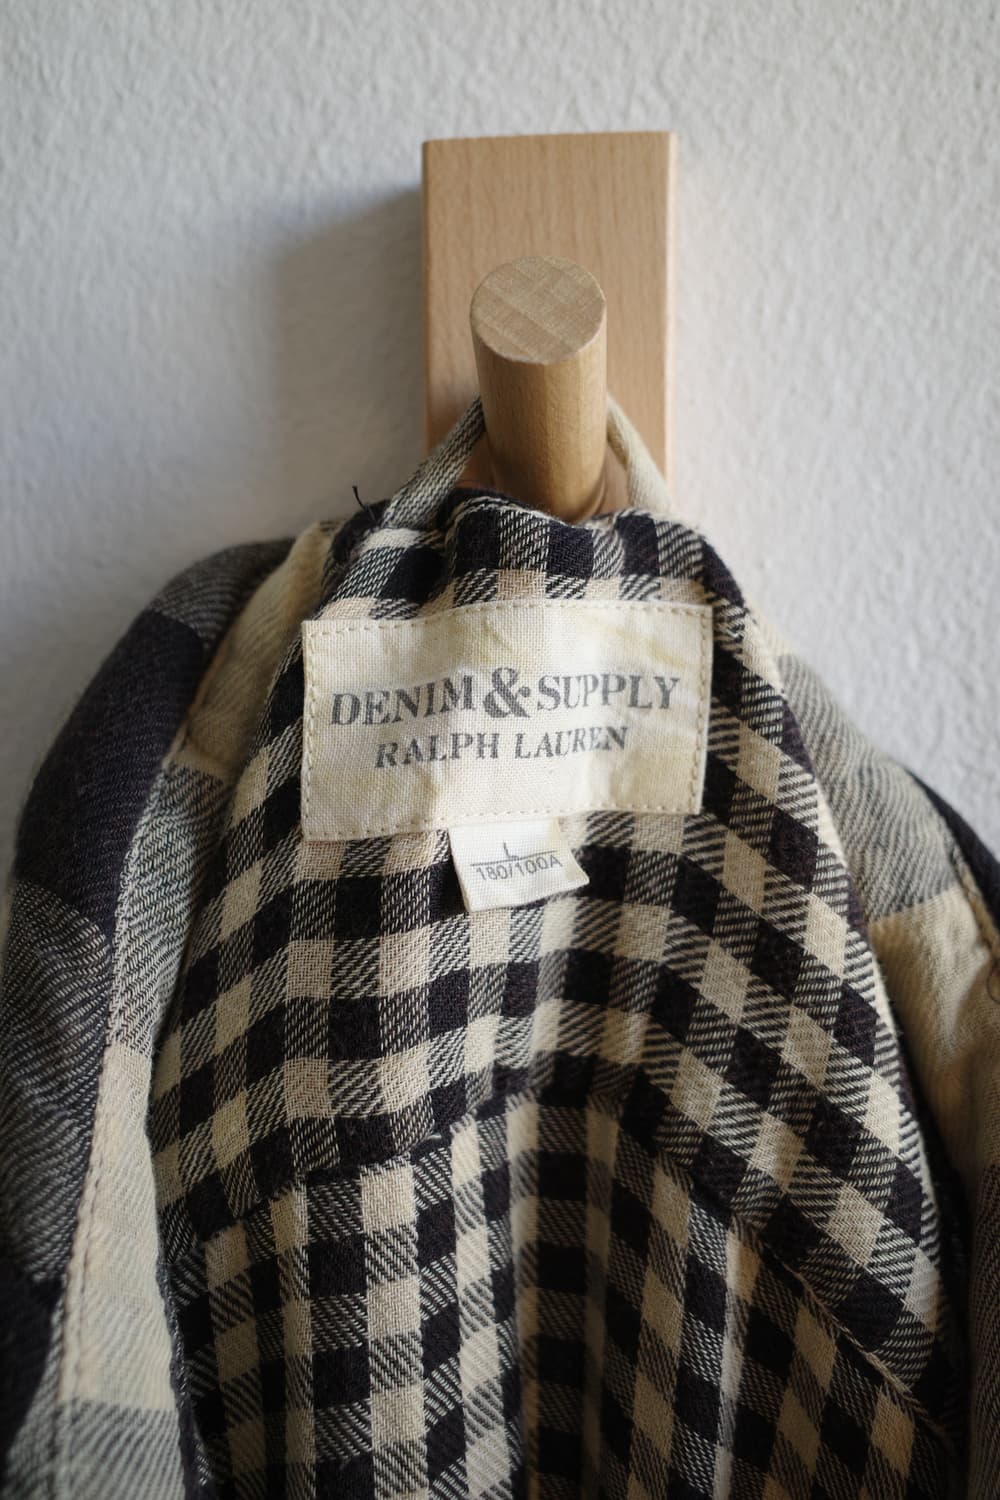 DENIM & SUPPLY
RALPH LAUREN
L
180/100A